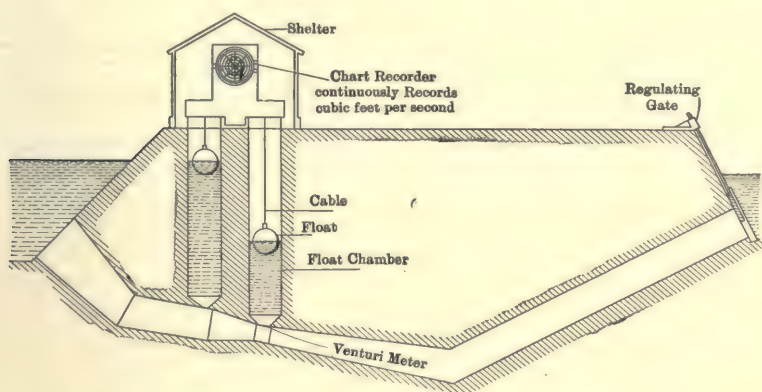 Shelter
Chart Recorder
continuously Records
cubic feet per second
Regulating
Gate
Cable
Float
Float Chamber
Venturi Meter